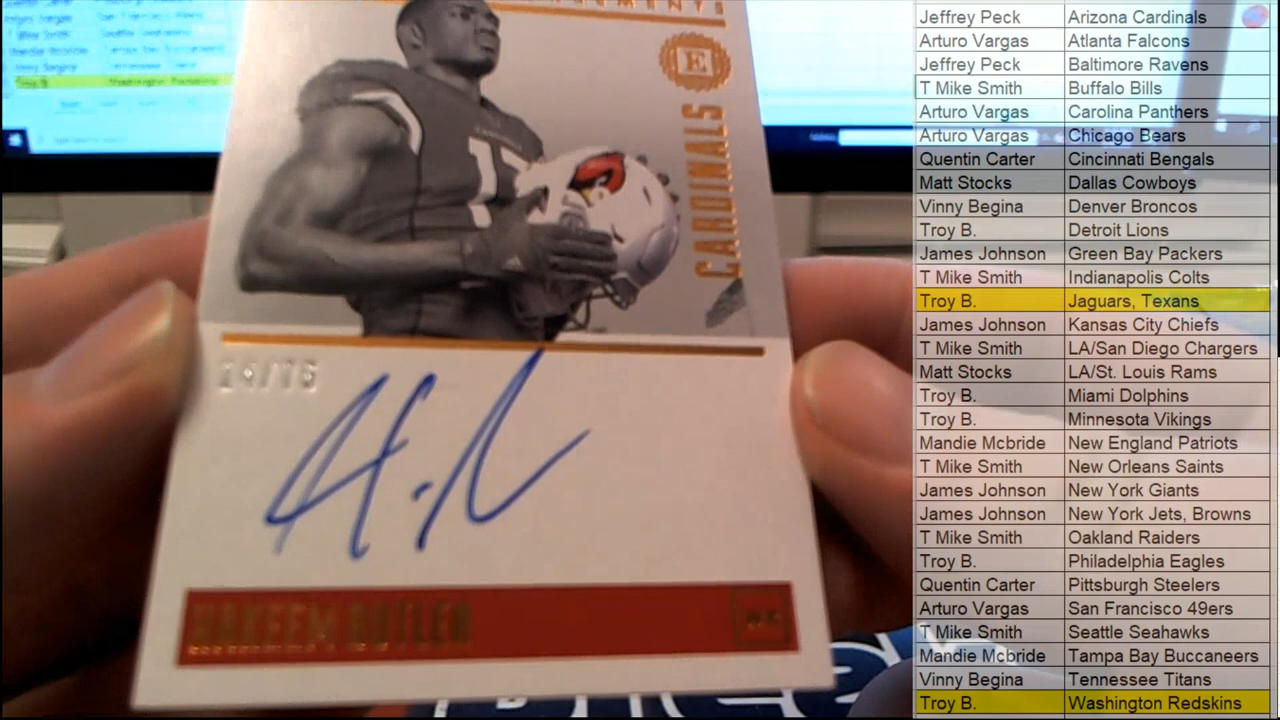 E
CARDINALS
17
HAKEEM BUTLER
WR
Jeffrey Peck Arizona Cardinals
Arturo Vargas Atlanta Falcons
Jeffrey Peck Baltimore Ravens
T Mike Smith Buffalo Bills
Arturo Vargas Carolina Panthers
Arturo Vargas Chicago Bears
Quentin Carter Cincinnati Bengals
Matt Stocks Dallas Cowboys
Vinny Begina Denver Broncos
Troy B. Detroit Lions
James Johnson Green Bay Packers
T Mike Smith Indianapolis Colts
Troy B. Jaguars, Texans
James Johnson Kansas City Chiefs
T Mike Smith LA/San Diego Chargers
Matt Stocks LA/St. Louis Rams
Troy B. Miami Dolphins
Troy B. Minnesota Vikings
Mandie Mcbride New England Patriots
T Mike Smith New Orleans Saints
James Johnson New York Giants
James Johnson New York Jets, Browns
T Mike Smith Oakland Raiders
Troy B. Philadelphia Eagles
Quentin Carter Pittsburgh Steelers
Arturo Vargas San Francisco 49ers
T Mike Smith Seattle Seahawks
Mandie Mcbride Tampa Bay Buccaneers
Vinny Begina Tennessee Titans
Troy B. Washington Redskins